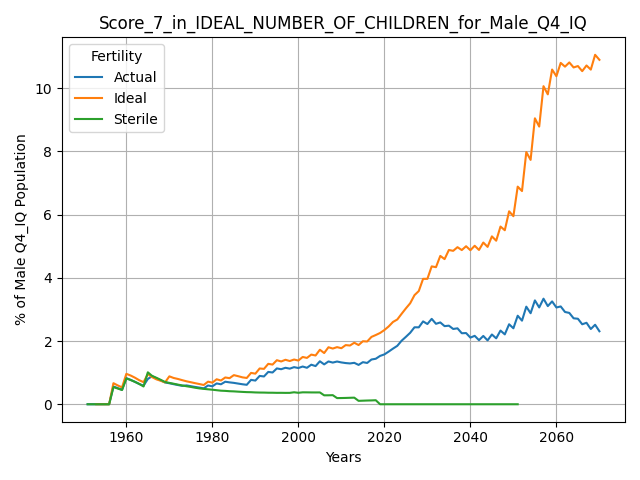 Score_7_in_IDEAL_NUMBER_OF_CHILDREN_for_Male_Q4_IQ
Fertility
Actual
Ideal
Sterile
% of Male Q4_IQ Population
10
8
6
4
2
0
1960 1980 2000 2020 2040 2060
Years